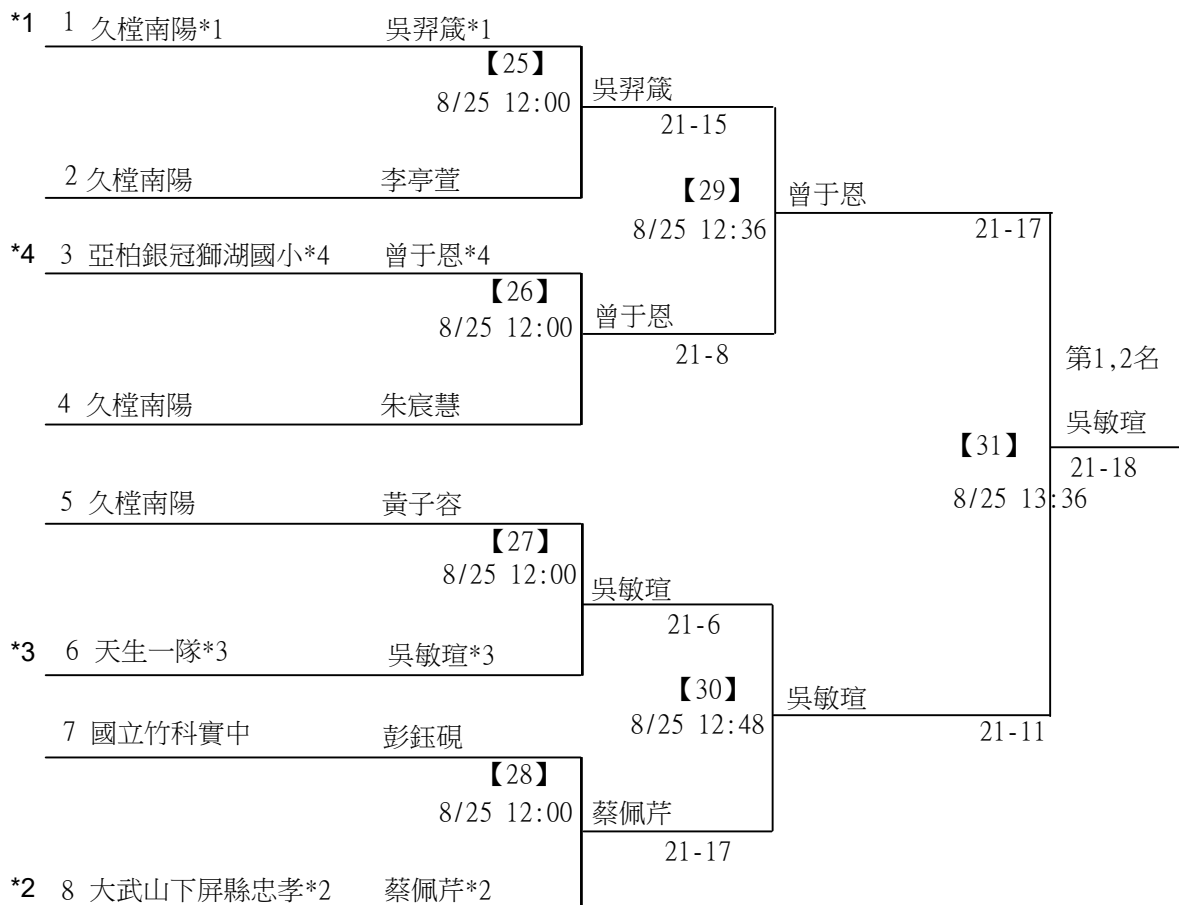 *1 1 久樘南陽*1 吳羿箴*1
【25】
8/25 12:00
吳羿箴
21-15
2 久樘南陽 李亭萱
【29】
8/25 12:36
曾于恩
21-17
*4 3 亞柏銀冠獅湖國小*4 曾于恩*4
【26】
8/25 12:00
曾于恩
21-8
4 久樘南陽 朱宸慧
第1,2名
【31】
8/25 13:36
吳敏瑄
21-18
5 久樘南陽 黃子容
【27】
8/25 12:00
吳敏瑄
21-6
*3 6 天生一隊*3 吳敏瑄*3
【30】
8/25 12:48
吳敏瑄
21-11
7 國立竹科實中 彭鈺硯
【28】
8/25 12:00
蔡佩芹
21-17
*2 8 大武山下屏縣忠孝*2 蔡佩芹*2